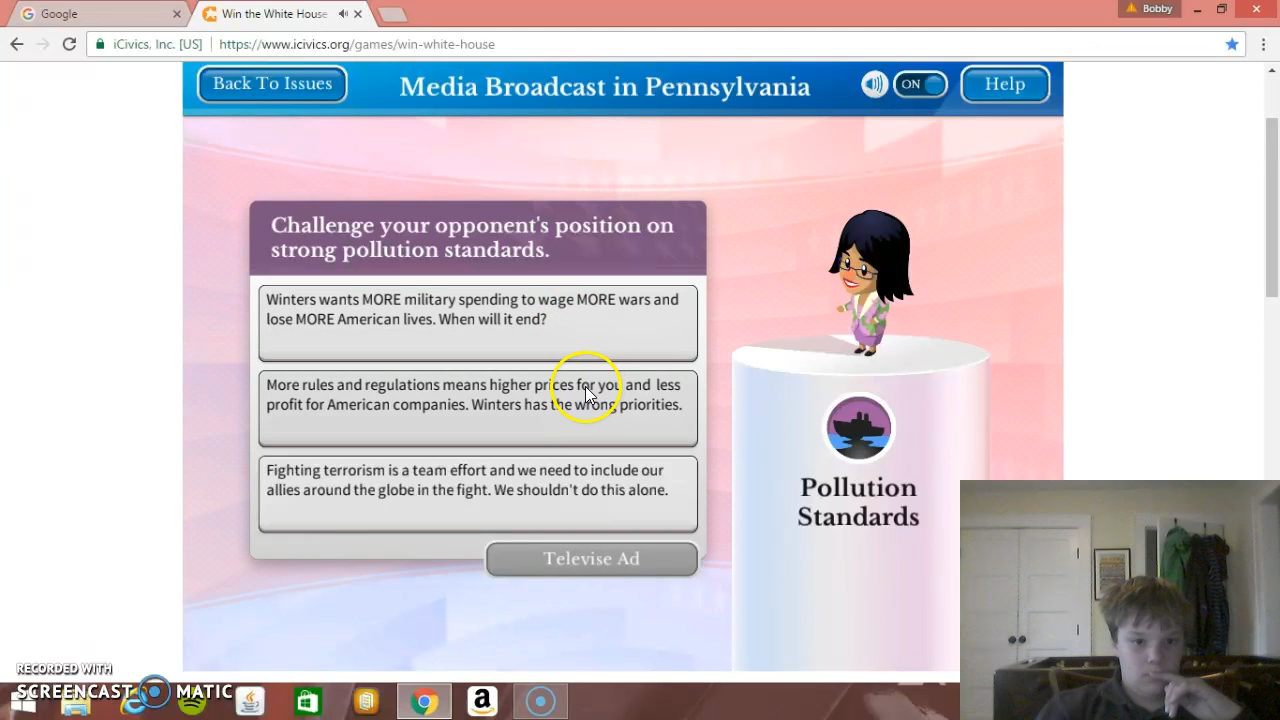 Google
Win the White House
Bobby
iCivics, Inc. [US]
https://www.icivics.org/games/win-white-house
Back To Issues
Media Broadcast in Pennsylvania
ON
Help
Challenge your opponent's position on
strong pollution standards.
Winters wants MORE military spending to wage MORE wars and
lose MORE American lives. When will it end?
More rules and regulations means higher prices for you and less
profit for American companies. Winters has the wrong priorities.
Fighting terrorism is a team effort and we need to include our
allies around the globe in the fight. We shouldn't do this alone.
Televise Ad
Pollution
Standards
RECORDED WITH
SCREENCAST MATIC